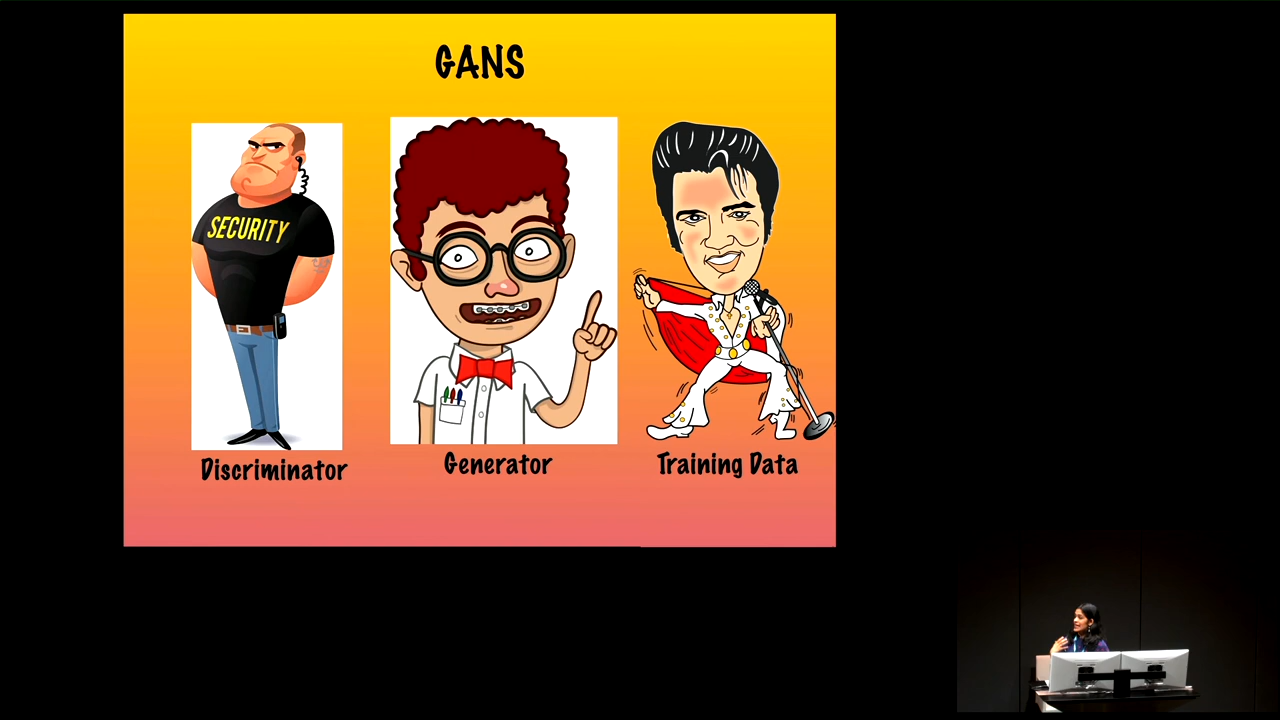 GANS
SECURITY
Discriminator
Generator
Training Data